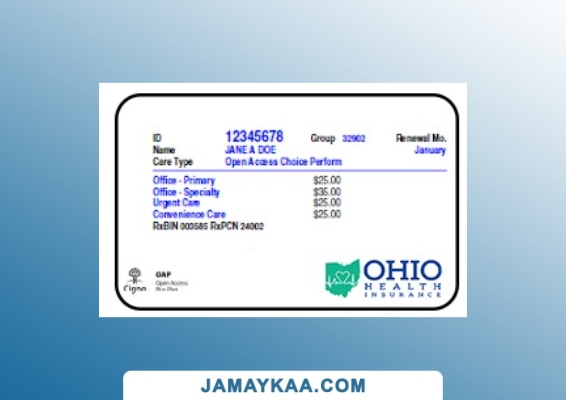 ID 12345678 Group 32902 Renewal Mo.
Name JANE A DOE January
Care Type Open Access Choice Perform
Office - Primary $25.00
Office - Specialty $35.00
Urgent Care $25.00
Convenience Care $25.00
RxBIN 003585 RxPCN 24002
Cigna
OAP
Open Access
Plus Plan
OHIO
HEALTH
INSURANCE
JAMAYKAA.COM